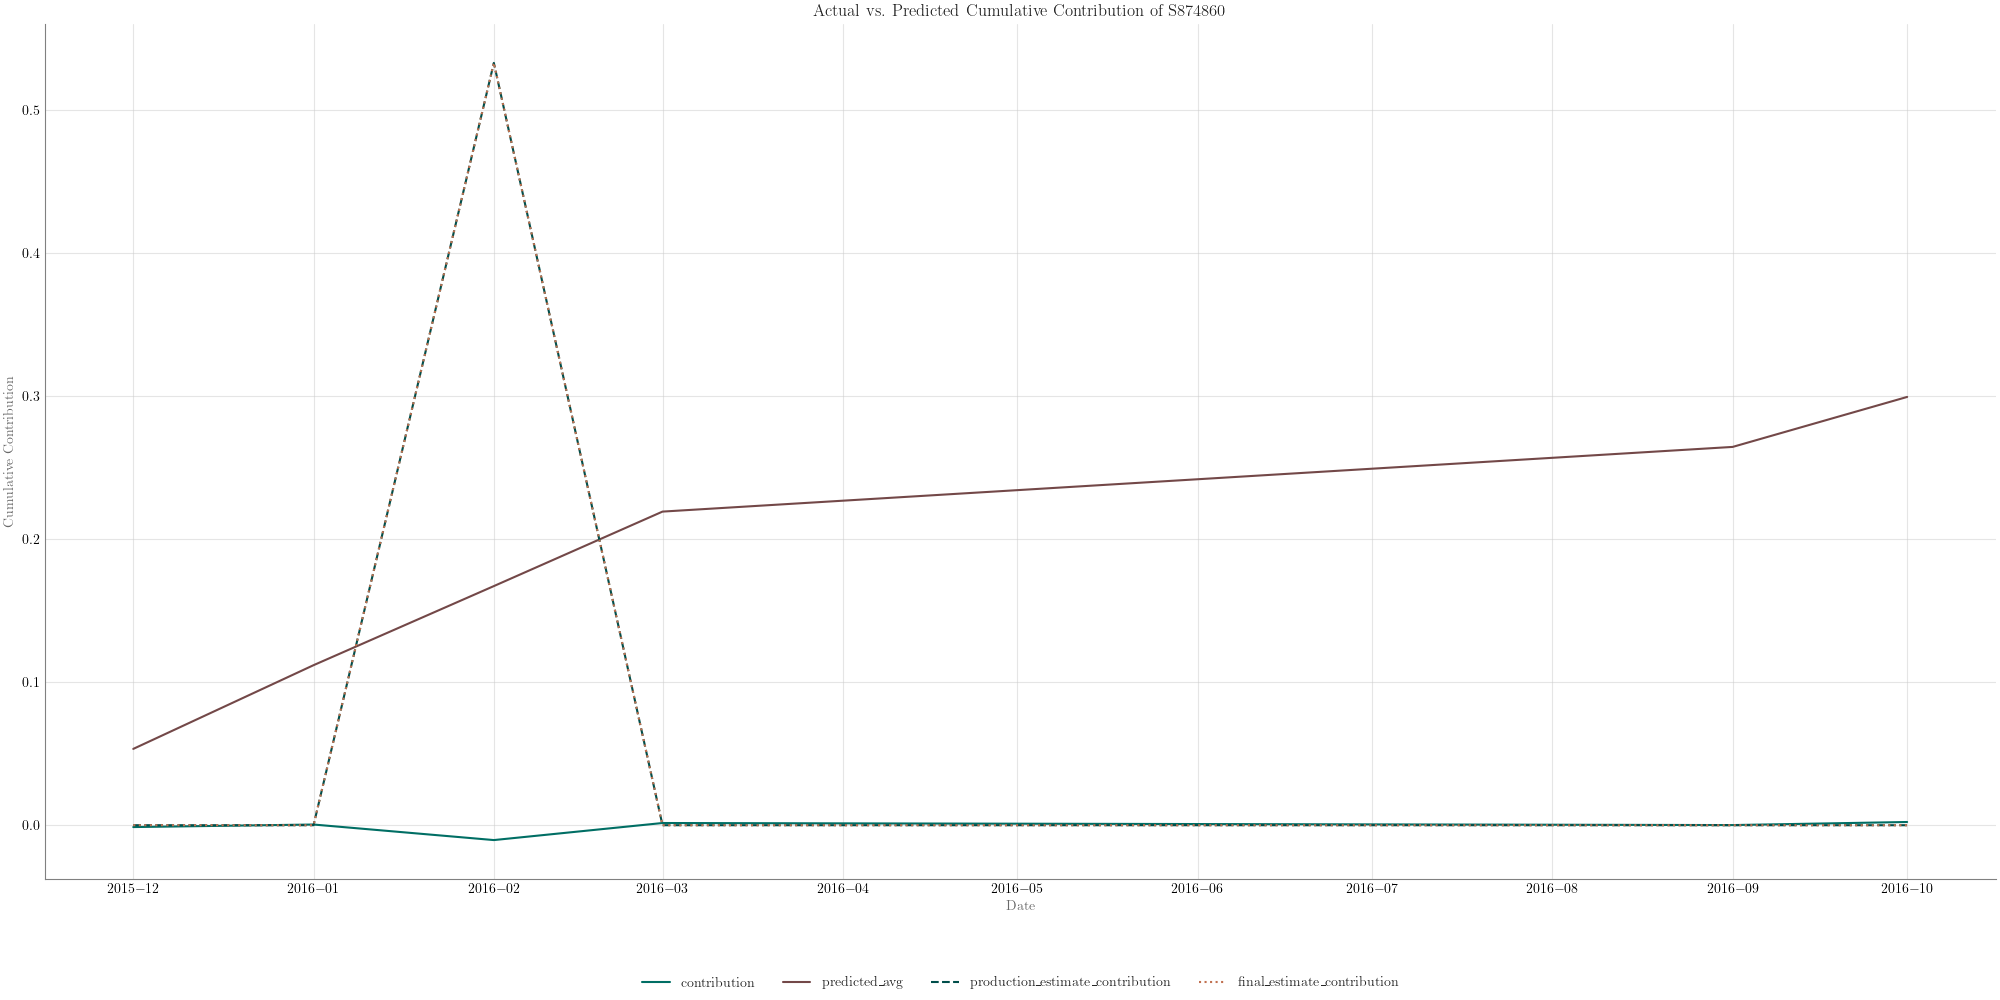 Actual vs. Predicted Cumulative Contribution of S874860
Cumulative Contribution
0.5
0.4
0.3
0.2
0.1
0.0
2015−12 2016−01 2016−02 2016−03 2016−04 2016−05 2016−06 2016−07 2016−08 2016−09 2016−10
Date
contribution predicted_avg production_estimate_contribution final_estimate_contribution